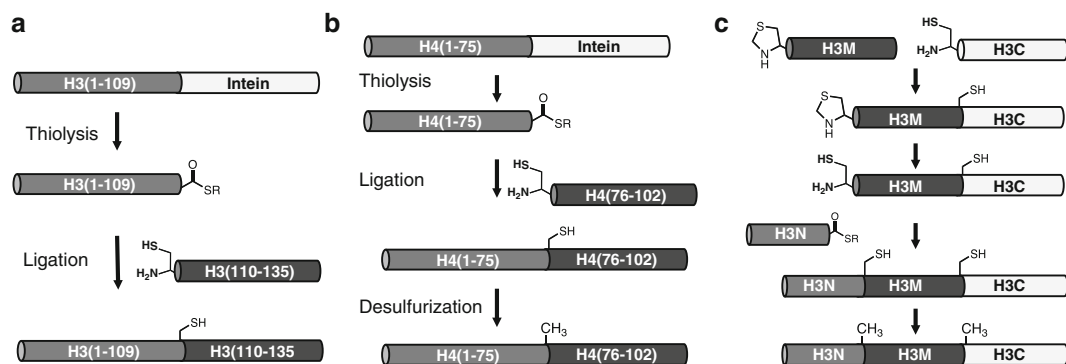 a
H3(1-109)
Intein
Thiolysis
H3(1-109)
O
SR
Ligation
HS
H₂N
H3(110-135)
SH
H3(1-109)
H3(110-135
b
H4(1-75)
Intein
Thiolysis
O
H4(1-75)
SR
Ligation
HS
H₂N
H4(76-102)
SH
H4(1-75)
H4(76-102)
Desulfurization
CH₃
H4(1-75)
H4(76-102)
c
S
N
H
H3M
HS
H₂N
H3C
SH
S
N
H
H3M
H3C
HS
SH
H₂N
H3M
H3C
H3N
O
SR
SH
SH
H3N
H3M
H3C
CH₃
CH₃
H3N
H3M
H3C